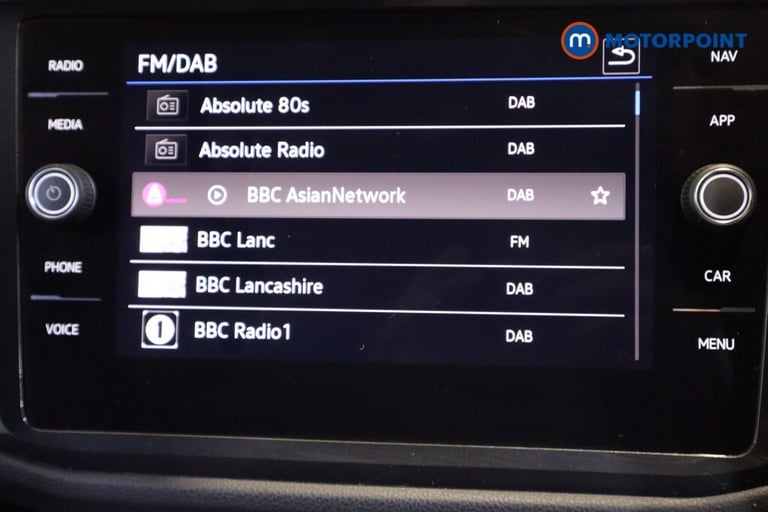 m MOTORPOINT
RADIO
FM/DAB
NAV
MEDIA
Absolute 80s DAB
APP
Absolute Radio DAB
A
BBC AsianNetwork DAB
BBC Lanc FM
PHONE
BBC Lancashire DAB
CAR
VOICE
1 BBC Radio1 DAB
MENU